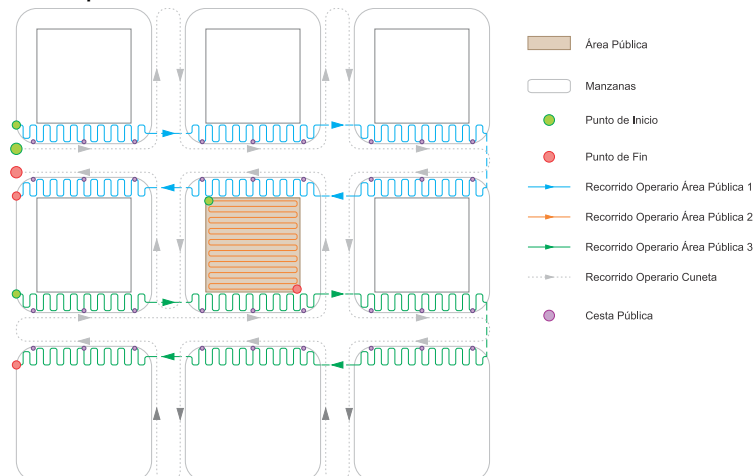 Área Pública
Manzanas
Punto de Inicio
Punto de Fin
Recorrido Operario Área Pública 1
Recorrido Operario Área Pública 2
Recorrido Operario Área Pública 3
Recorrido Operario Cuneta
Cesta Pública